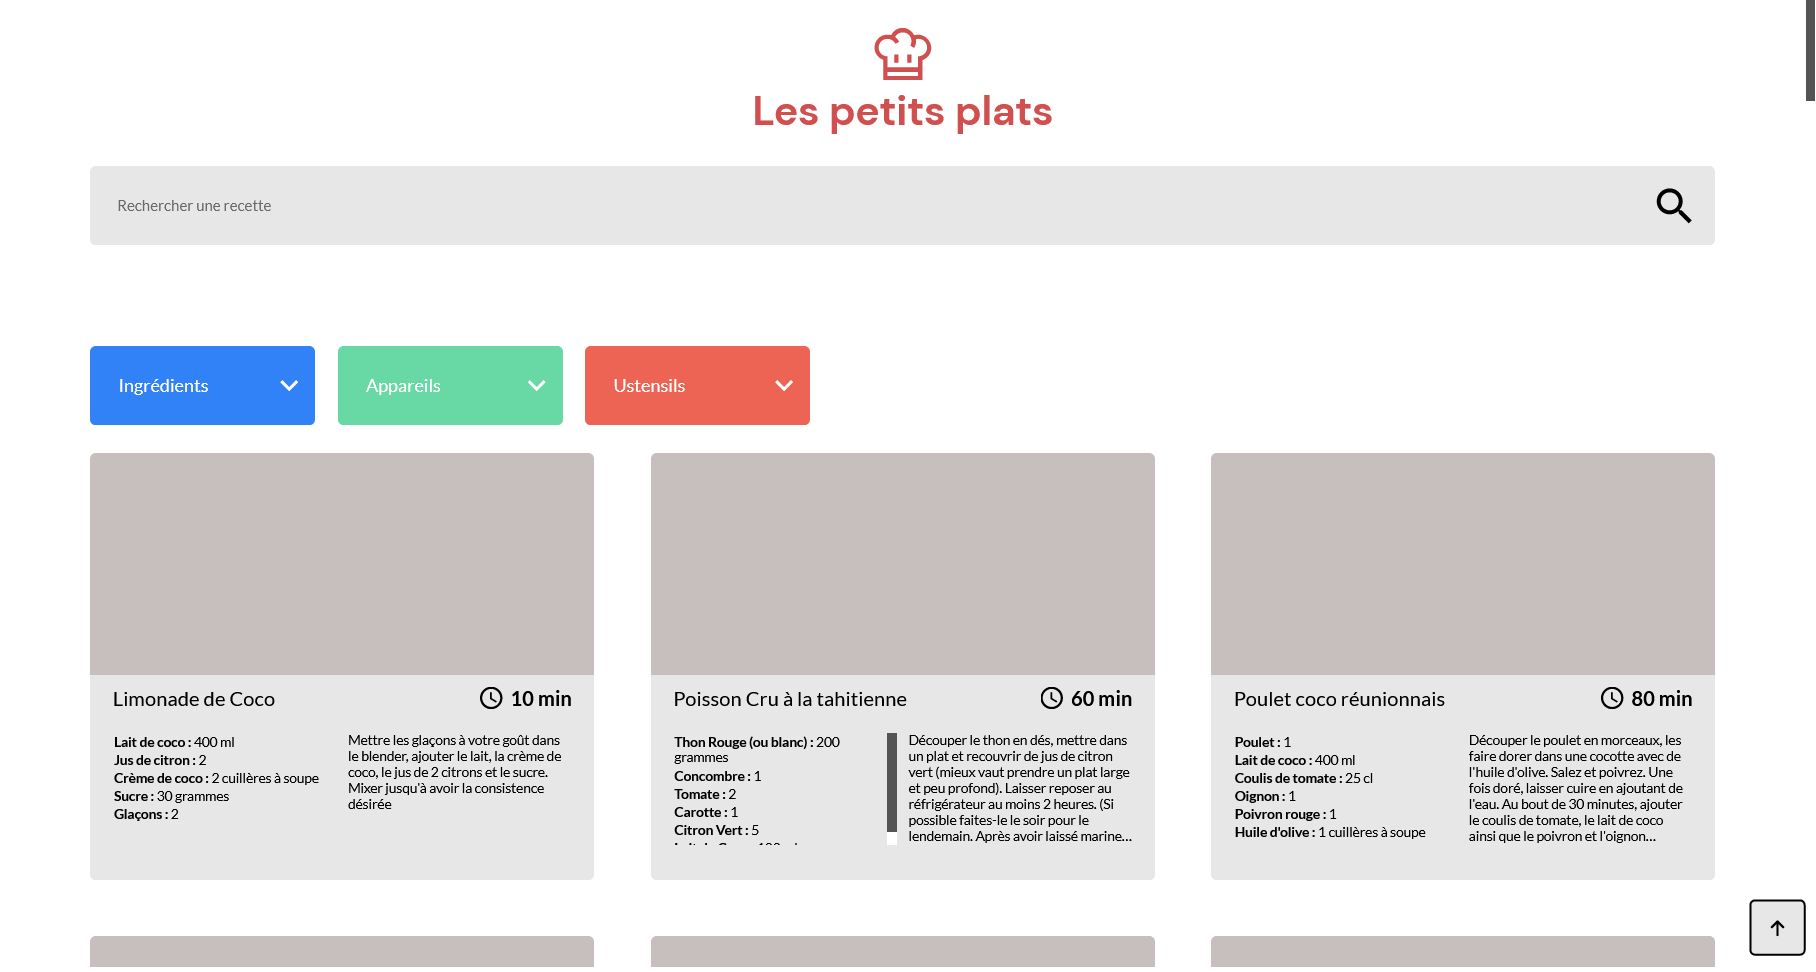 Les petits plats
Rechercher une recette
Ingrédients
Appareils
Ustensils
Limonade de Coco
10 min
Lait de coco : 400 ml
Jus de citron : 2
Crème de coco : 2 cuillères à soupe
Sucre : 30 grammes
Glaçons : 2
Mettre les glaçons à votre goût dans
le blender, ajouter le lait, la crème de
coco, le jus de 2 citrons et le sucre.
Mixer jusqu'à avoir la consistence
désirée
Poisson Cru à la tahitienne
60 min
Thon Rouge (ou blanc) : 200
grammes
Concombre : 1
Tomate : 2
Carotte : 1
Citron Vert : 5
Découper le thon en dés, mettre dans
un plat et recouvrir de jus de citron
vert (mieux vaut prendre un plat large
et peu profond). Laisser reposer au
réfrigérateur au moins 2 heures. (Si
possible faites-le le soir pour le
lendemain. Après avoir laissé marine...
Poulet coco réunionnais
80 min
Poulet : 1
Lait de coco : 400 ml
Coulis de tomate : 25 cl
Oignon : 1
Poivron rouge : 1
Huile d'olive : 1 cuillères à soupe
Découper le poulet en morceaux, les
faire dorer dans une cocotte avec de
l'huile d'olive. Salez et poivrez. Une
fois doré, laisser cuire en ajoutant de
l'eau. Au bout de 30 minutes, ajouter
le coulis de tomate, le lait de coco
ainsi que le poivron et l'oignon...